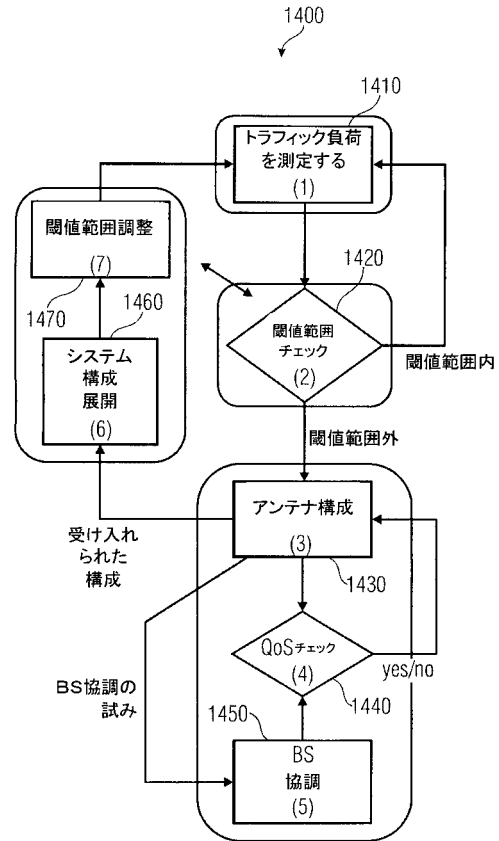 1400
1410
トラフィック負荷
を測定する
(1)
閾値範囲調整
(7)
1470
1460
システム
構成
展開
(6)
1420
閾値範囲
チェック
(2)
閾値範囲内
閾値範囲外
アンテナ構成
(3)
1430
受け入れ
られた
構成
QoSチェック
(4)
yes/no
1440
BS協調の
試み
1450
BS
協調
(5)